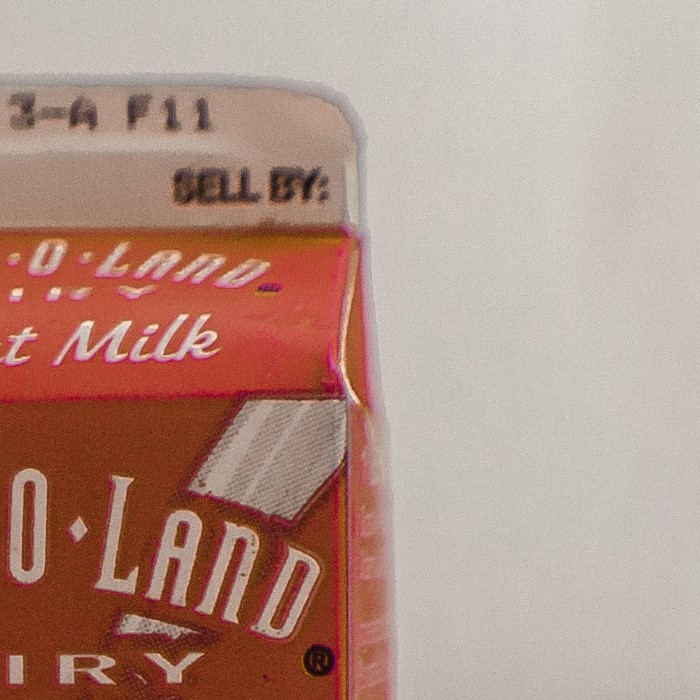 3-A F11
SELL BY:
·O·LAND
t Milk
O·LAND
IRY
®